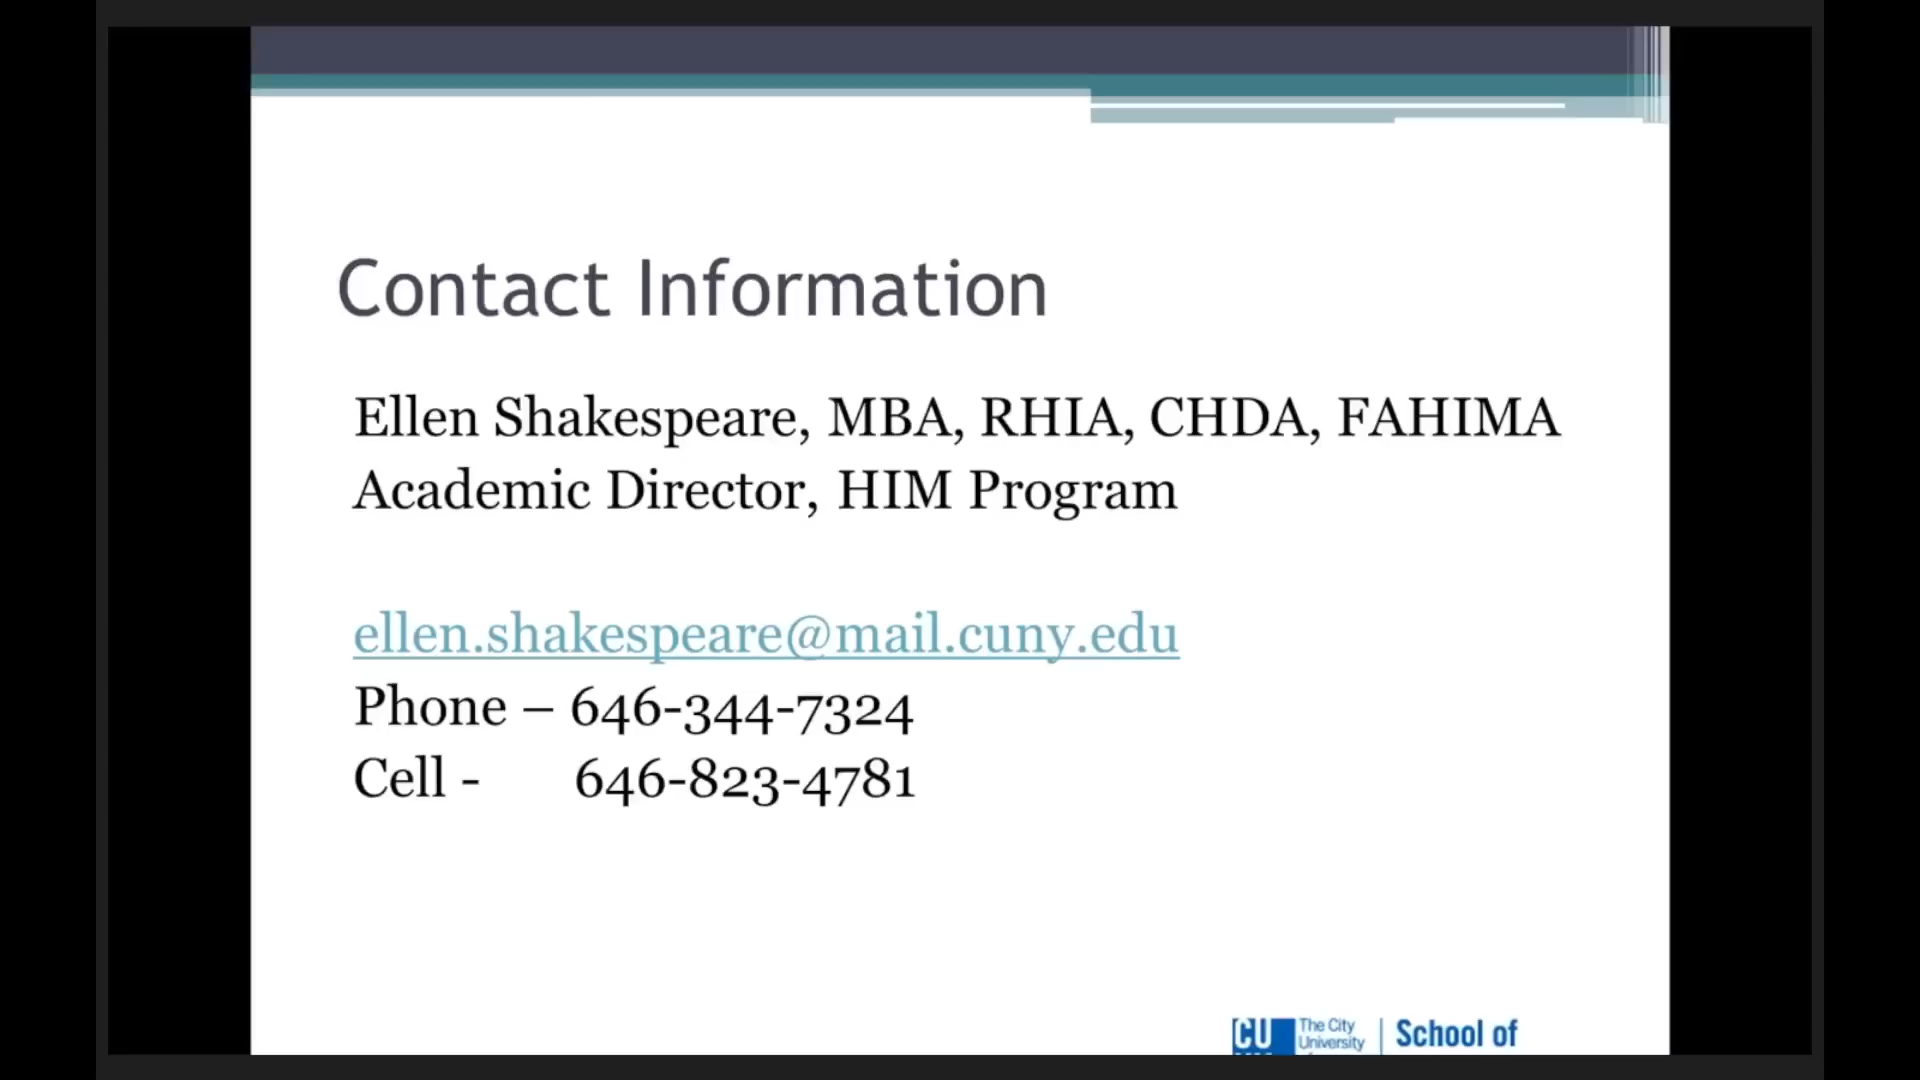 Contact Information
Ellen Shakespeare, MBA, RHIA, CHDA, FAHIMA
Academic Director, HIM Program
ellen.shakespeare@mail.cuny.edu
Phone – 646-344-7324
Cell - 646-823-4781
CU The City School of
University